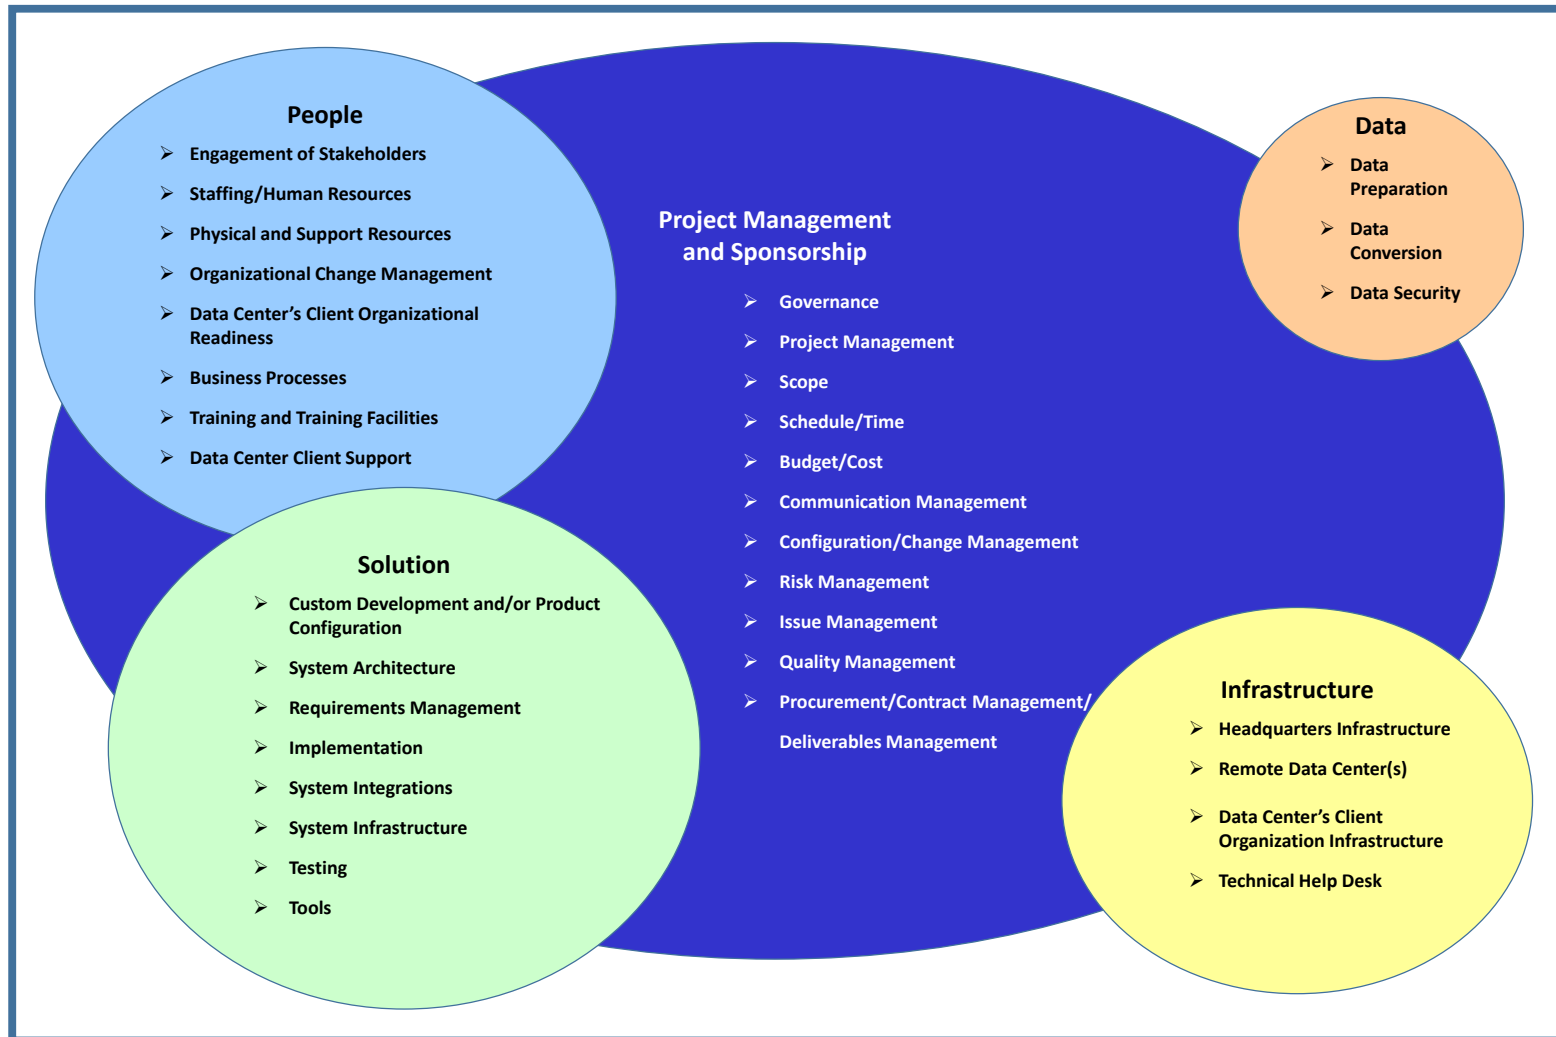 People
Engagement of Stakeholders
Staffing/Human Resources
Physical and Support Resources
Organizational Change Management
Data Center’s Client Organizational
Readiness
Business Processes
Training and Training Facilities
Data Center Client Support
Project Management
and Sponsorship
Governance
Project Management
Scope
Schedule/Time
Budget/Cost
Communication Management
Configuration/Change Management
Risk Management
Issue Management
Quality Management
Procurement/Contract Management/
Deliverables Management
Data
Data
Preparation
Data
Conversion
Data Security
Solution
Custom Development and/or Product
Configuration
System Architecture
Requirements Management
Implementation
System Integrations
System Infrastructure
Testing
Tools
Infrastructure
Headquarters Infrastructure
Remote Data Center(s)
Data Center’s Client
Organization Infrastructure
Technical Help Desk